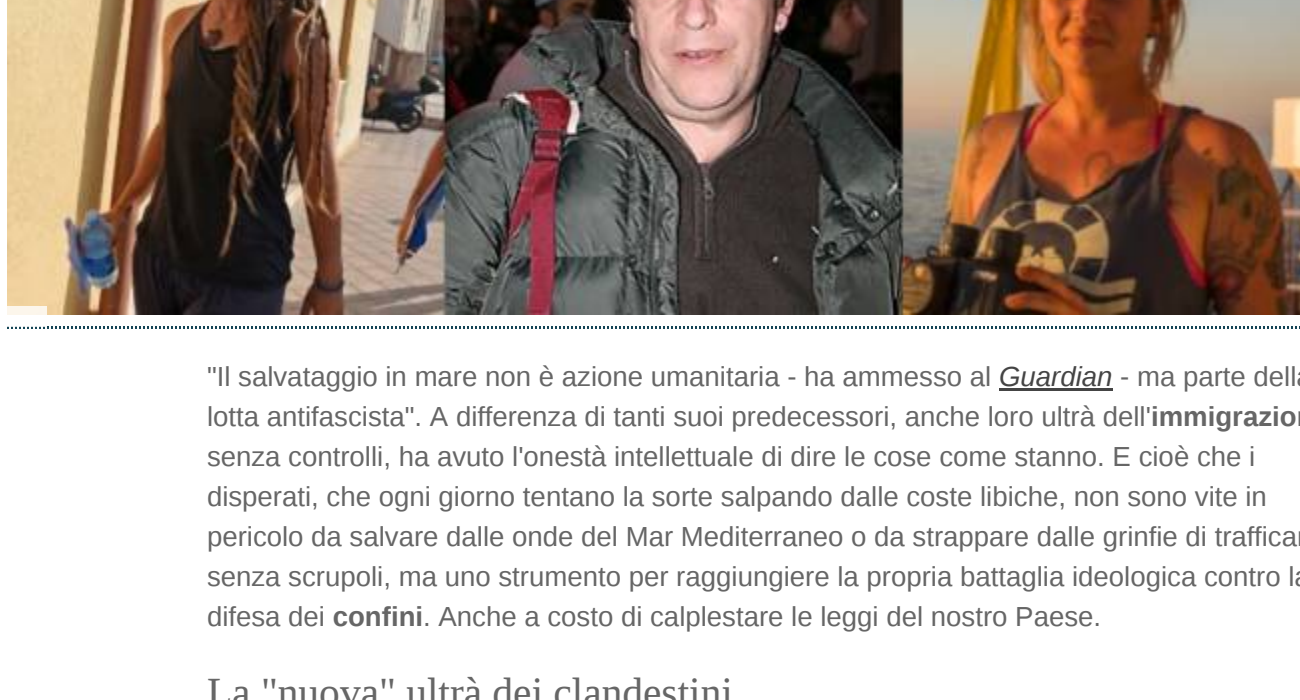 "Il salvataggio in mare non è azione umanitaria - ha ammesso al Guardian - ma parte della
lotta antifascista". A differenza di tanti suoi predecessori, anche loro ultrà dell'immigrazion
senza controlli, ha avuto l'onestà intellettuale di dire le cose come stanno. E cioè che i
disperati, che ogni giorno tentano la sorte salpando dalle coste libiche, non sono vite in
pericolo da salvare dalle onde del Mar Mediterraneo o da strappare dalle grinfie di traffican
senza scrupoli, ma uno strumento per raggiungiere la propria battaglia ideologica contro la
difesa dei confini. Anche a costo di calplestare le leggi del nostro Paese.
La "nuova" ultrà dei clandestini